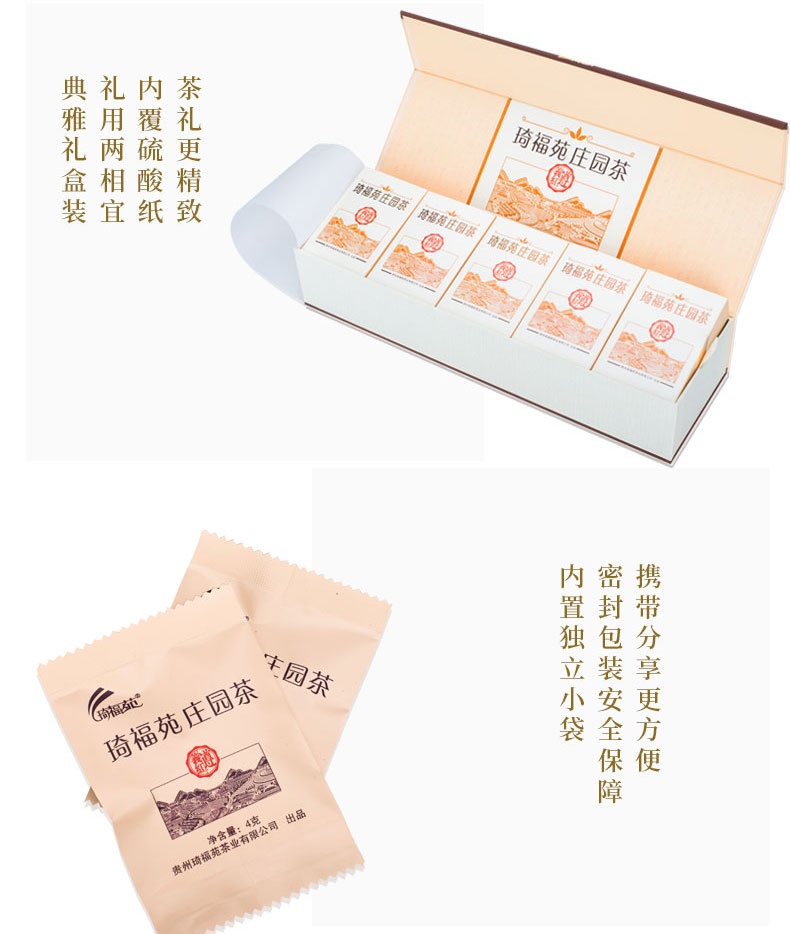 典雅礼盒装
礼用两相宜
内覆硫酸纸
茶礼更精致
琦福苑庄园茶
琦福苑庄园茶
琦福苑庄园茶
琦福苑庄园茶
琦福苑庄园茶
琦福苑庄园茶
内置独立小袋
密封包装安全保障
携带分享更方便
庄园茶
琦福苑®
琦福苑庄园茶
净含量：4克
贵州琦福苑茶业有限公司 出品